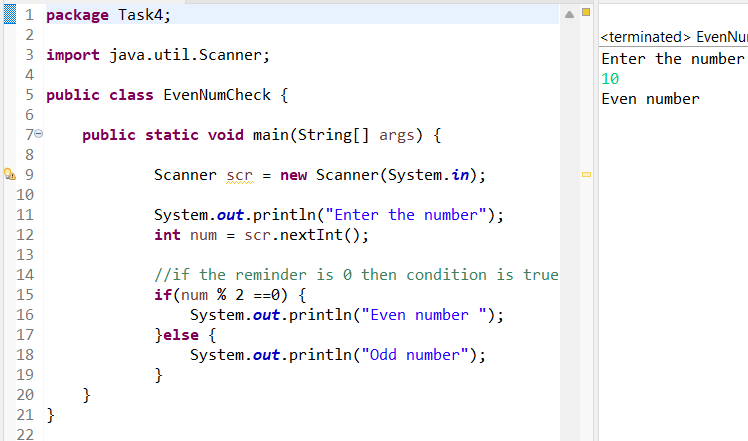 1 package Task4;
2
3 import java.util.Scanner;
4
5 public class EvenNumCheck {
6
7     public static void main(String[] args) {
8
9             Scanner scr = new Scanner(System.in);
10
11             System.out.println("Enter the number");
12             int num = scr.nextInt();
13
14             //if the reminder is 0 then condition is true
15             if(num % 2 ==0) {
16                 System.out.println("Even number ");
17             }else {
18                 System.out.println("Odd number");
19             }
20     }
21 }
22
<terminated> EvenNu
Enter the number
10
Even number